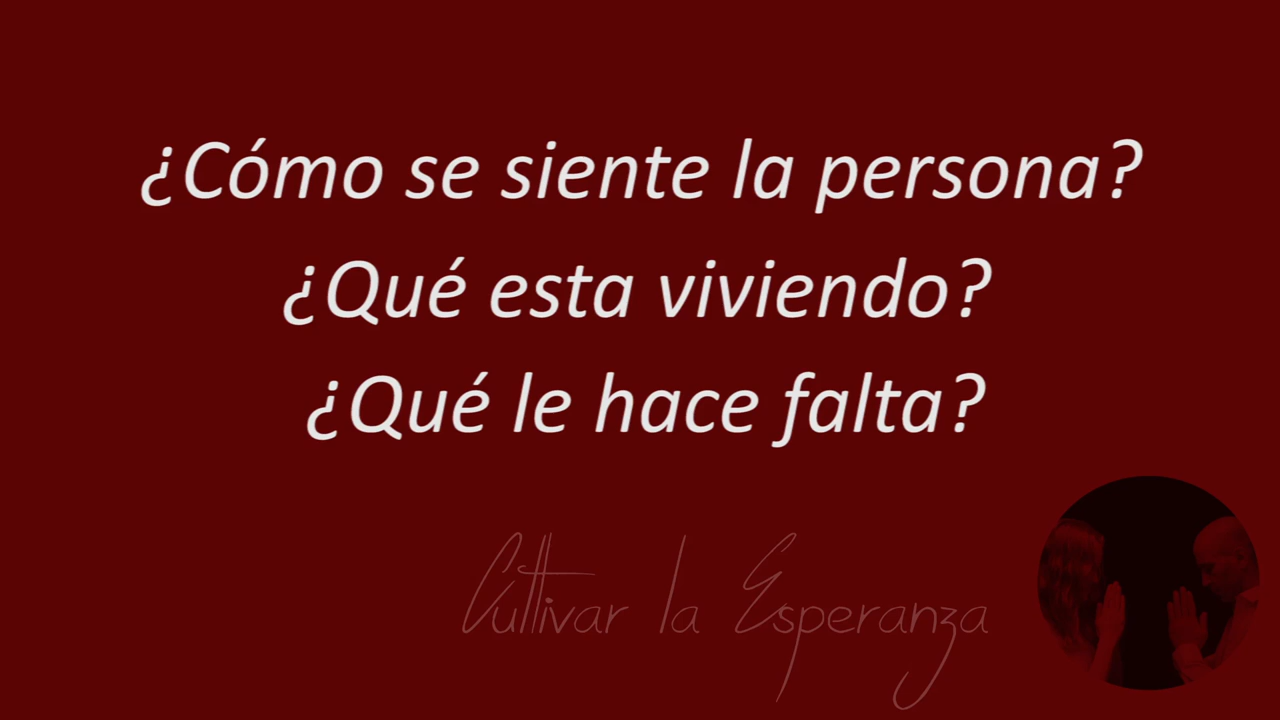 ¿Cómo se siente la persona?
¿Qué esta viviendo?
¿Qué le hace falta?
Cultivar la Esperanza